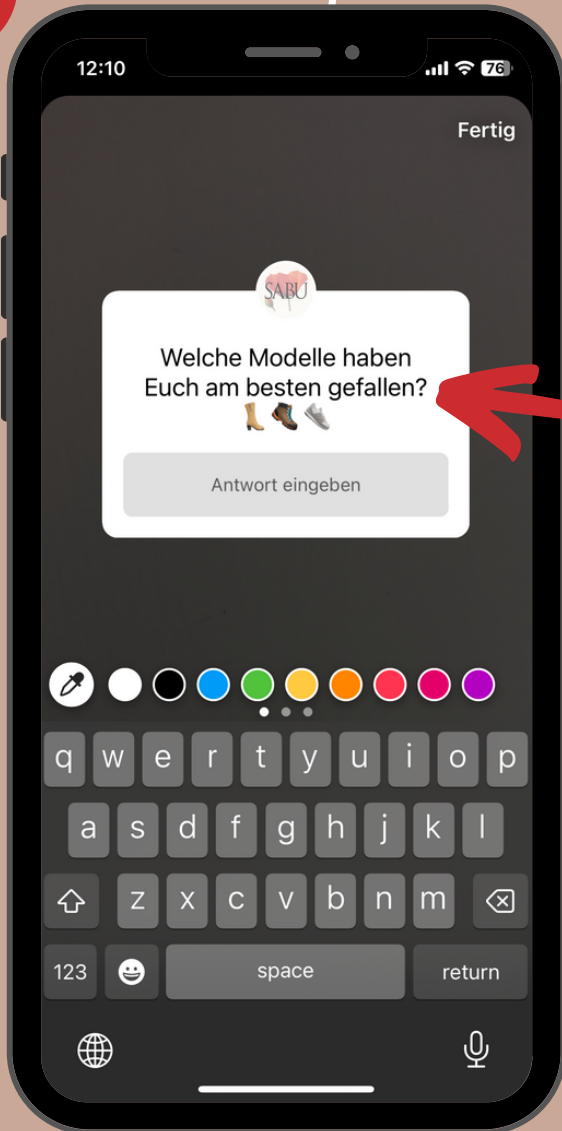 12:10
76
Fertig
SABU
Welche Modelle haben
Euch am besten gefallen?
👢🥾👟
Antwort eingeben
q w e r t y u i o p
a s d f g h j k l
z x c v b n m
123 space return